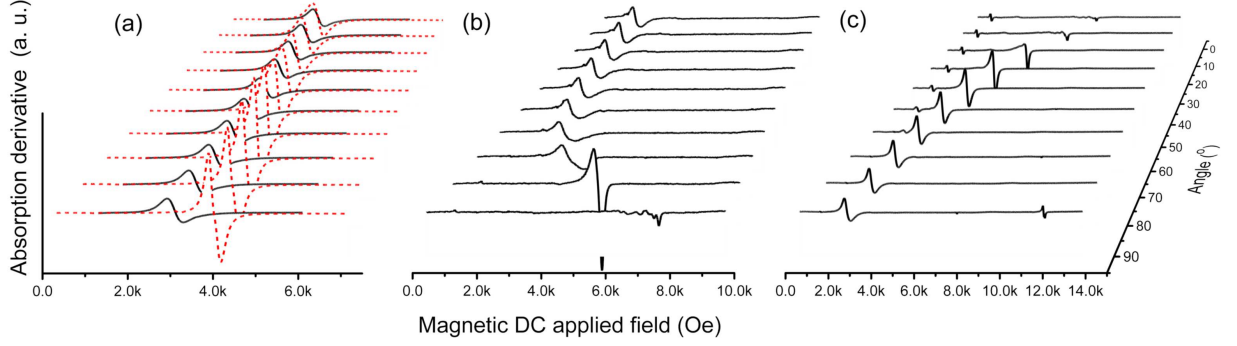 (a)
(b)
(c)
Absorption derivative (a. u.)
0
10
20
30
40
50
60
70
80
90
Angle (⁰)
0.0 2.0k 4.0k 6.0k
0.0 2.0k 4.0k 6.0k 8.0k 10.0k
0.0 2.0k 4.0k 6.0k 8.0k 10.0k 12.0k 14.0k
Magnetic DC applied field (Oe)